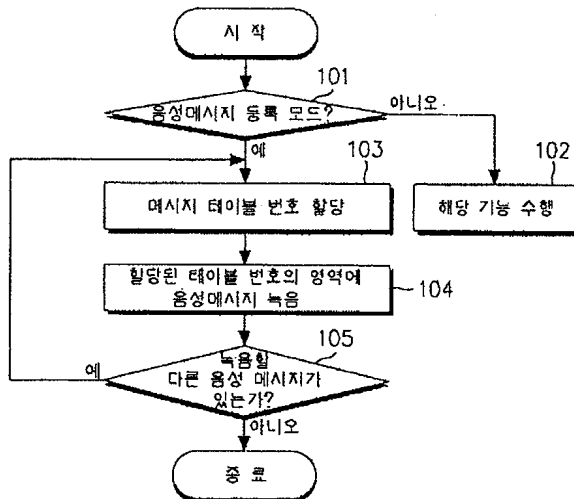 시 작
101
음성메시지 등록 모드?
아니오
예
103
102
메시지 테이블 번호 할당
해당 기능 수행
할당된 테이블 번호의 영역에
음성메시지 녹음
104
105
녹음할
예
다른 음성 메시지가
있는가?
아니오
종 료